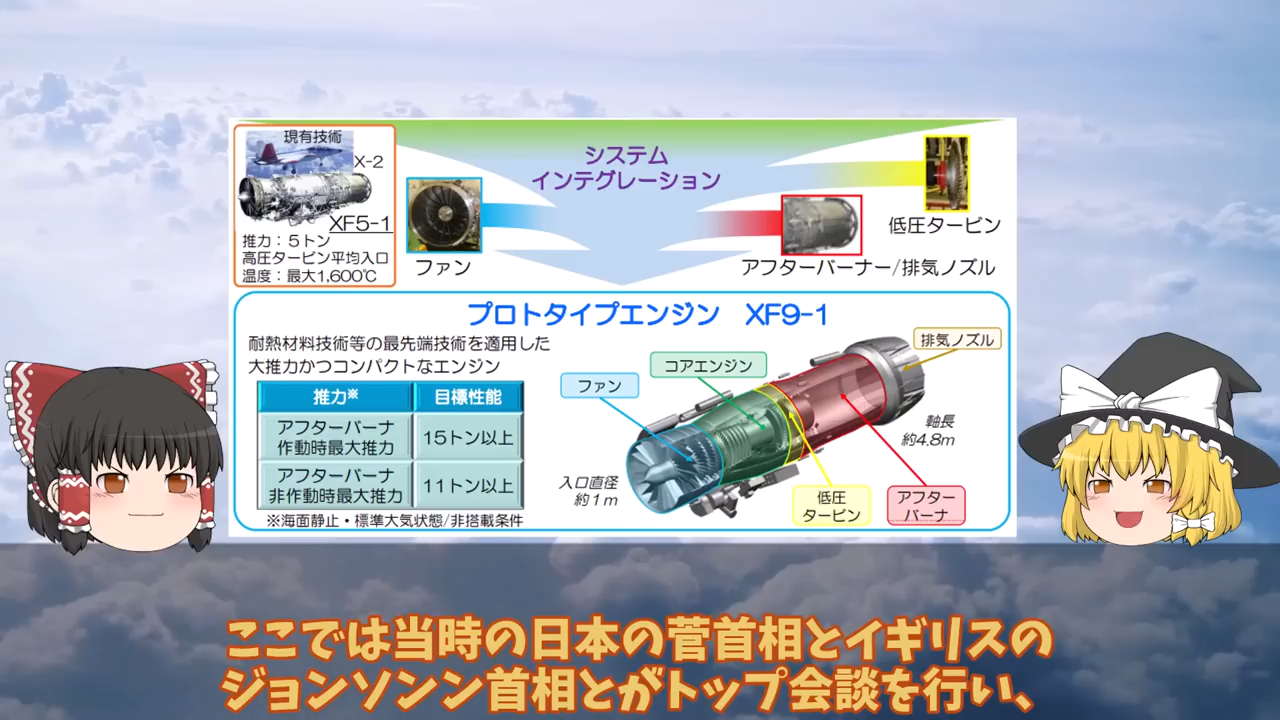 現有技術
X-2
XF5-1
推力：５トン
高圧タービン平均入口
温度：最大1,600℃
ファン
システム
インテグレーション
アフターバーナー/排気ノズル
低圧タービン
プロトタイプエンジン　XF9-1
耐熱材料技術等の最先端技術を適用した
大推力かつコンパクトなエンジン
推力※
目標性能
アフターバーナ
作動時最大推力
15トン以上
アフターバーナ
非作動時最大推力
11トン以上
※海面静止・標準大気状態/非搭載条件
ファン
コアエンジン
排気ノズル
入口直径
約１ｍ
軸長
約4.8m
低圧
タービン
アフター
バーナ
ここでは当時の日本の菅首相とイギリスの
ジョンソンン首相とがトップ会談を行い、